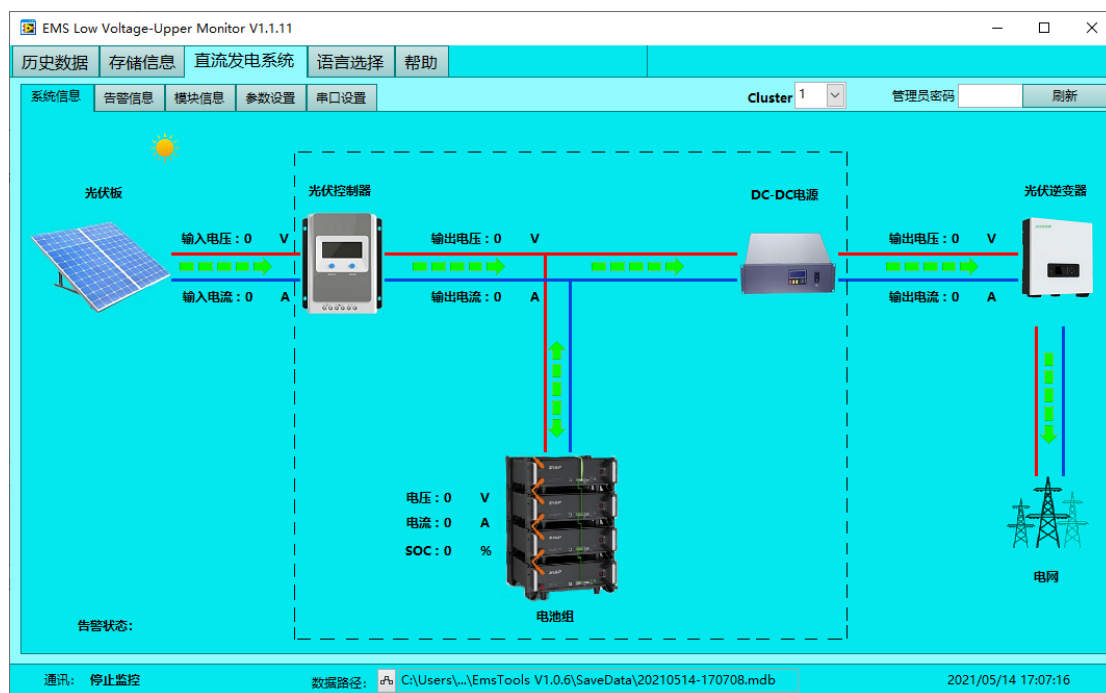 EMS Low Voltage-Upper Monitor V1.1.11
历史数据 存储信息 直流发电系统 语言选择 帮助
系统信息 告警信息 模块信息 参数设置 串口设置 Cluster 1 管理员密码 刷新
光伏板 光伏控制器 DC-DC电源 光伏逆变器
输入电压：0 V 输出电压：0 V 输出电压：0 V
输入电流：0 A 输出电流：0 A 输出电流：0 A
电压：0 V
电流：0 A
SOC：0 %
电网
电池组
告警状态：
通讯： 停止监控 数据路径： C:\Users\...\EmsTools V1.0.6\SaveData\20210514-170708.mdb 2021/05/14 17:07:16